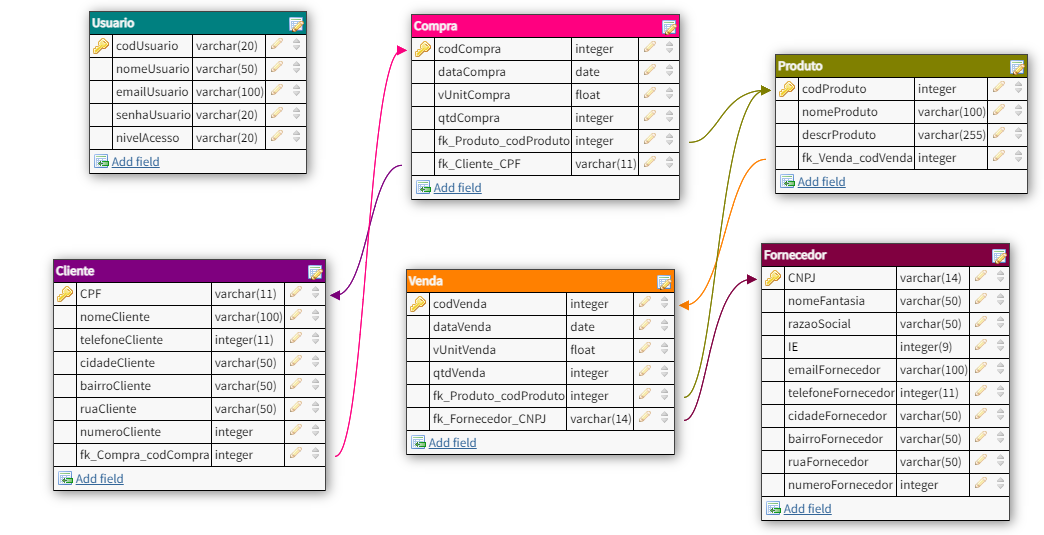 Usuario
codUsuario varchar(20)
nomeUsuario varchar(50)
emailUsuario varchar(100)
senhaUsuario varchar(20)
nivelAcesso varchar(20)
Add field
Compra
codCompra integer
dataCompra date
vUnitCompra float
qtdCompra integer
fk_Produto_codProduto integer
fk_Cliente_CPF varchar(11)
Add field
Produto
codProduto integer
nomeProduto varchar(100)
descrProduto varchar(255)
fk_Venda_codVenda integer
Add field
Cliente
CPF varchar(11)
nomeCliente varchar(100)
telefoneCliente integer(11)
cidadeCliente varchar(50)
bairroCliente varchar(50)
ruaCliente varchar(50)
numeroCliente integer
fk_Compra_codCompra integer
Add field
Venda
codVenda integer
dataVenda date
vUnitVenda float
qtdVenda integer
fk_Produto_codProduto integer
fk_Fornecedor_CNPJ varchar(14)
Add field
Fornecedor
CNPJ varchar(14)
nomeFantasia varchar(50)
razaoSocial varchar(50)
IE integer(9)
emailFornecedor varchar(100)
telefoneFornecedor integer(11)
cidadeFornecedor varchar(50)
bairroFornecedor varchar(50)
ruaFornecedor varchar(50)
numeroFornecedor integer
Add field